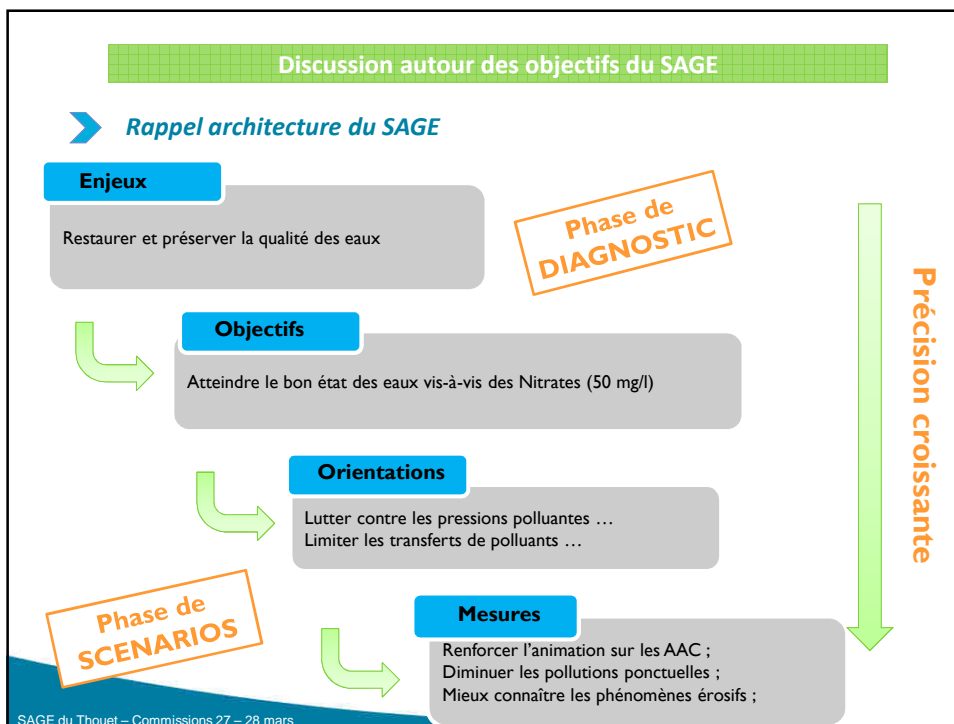 Discussion autour des objectifs du SAGE
Rappel architecture du SAGE
Enjeux
Restaurer et préserver la qualité des eaux
Phase de
DIAGNOSTIC
Objectifs
Atteindre le bon état des eaux vis-à-vis des Nitrates (50 mg/l)
Orientations
Lutter contre les pressions polluantes …
Limiter les transferts de polluants …
Précision croissante
Phase de
SCENARIOS
Mesures
Renforcer l’animation sur les AAC ;
Diminuer les pollutions ponctuelles ;
Mieux connaître les phénomènes érosifs ;
SAGE du Thouet – Commissions 27 – 28 mars